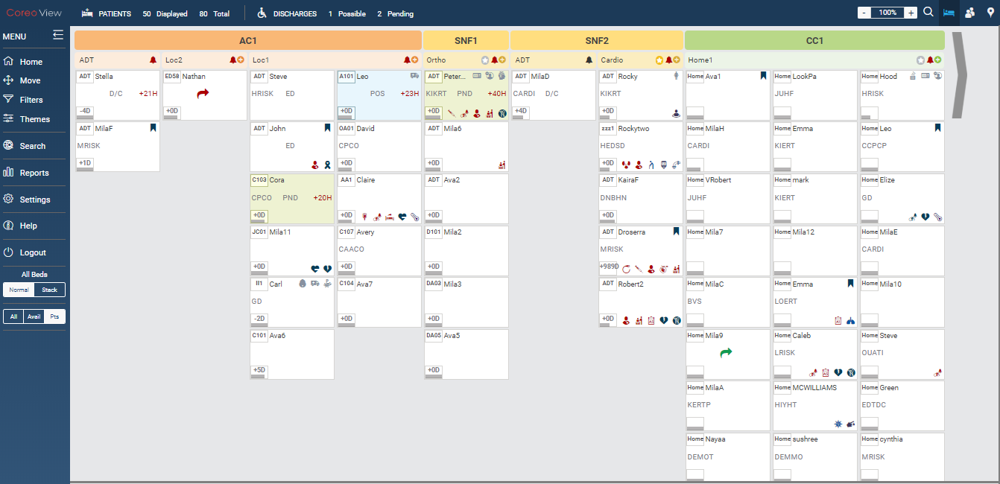 Coreo View
PATIENTS 50 Displayed 80 Total
DISCHARGES 1 Possible 2 Pending
- 100% +
MENU
Home
Move
Filters
Themes
Search
Reports
Settings
Help
Logout
All Beds
Normal Stack
All Avail Pts
AC1 SNF1 SNF2 CC1
ADT Loc2 Loc1 Ortho ADT Cardio Home1
ADT Stella
D/C +21H
-4D
ADT MilaF
MRISK
+1D
ED58 Nathan
+0D
ADT Steve
HRISK ED
ADT John
ED
C103 Cora
CPCO PND +20H
+0D
JC01 Mila11
+0D
II1 Carl
GD
-2D
C101 Ava6
+5D
A101 Leo
POS +23H
+0D
OA01 David
CPCO
+0D
AA1 Claire
+0D
C107 Avery
CAACO
+0D
C104 Ava7
+0D
ADT Peter...
KIKRT PND +40H
+0D
ADT Mila6
+0D
ADT Ava2
+0D
D101 Mila2
+0D
DA03 Mila3
+0D
DA05 Ava5
+0D
ADT MilaD
CARDI D/C
+4D
ADT Rocky
KIKRT
+0D
zzz1 Rockytwo
HEDSD
+0D
ADT KairaF
DNBHN
+0D
ADT Droserra
MRISK
+989D
ADT Robert2
+0D
Home Ava1
Home MilaH
CARDI
Home VRobert
JUHF
Home Mila7
Home MilaC
BVS
Home Mila9
Home MilaA
KERTP
Home Nayaa
DEMOT
Home LookPa
JUHF
Home Emma
KIERT
Home mark
KIERT
Home Mila12
Home Emma
LOERT
Home Caleb
LRISK
Home MCWILLIAMS
HIYHT
Home sushree
DEMMO
Home Hood
HRISK
Home Leo
CCPCP
Home Elize
GD
Home MilaE
CARDI
Home Mila10
Home Steve
OUATI
Home Green
EDTDC
Home cynthia
MRISK